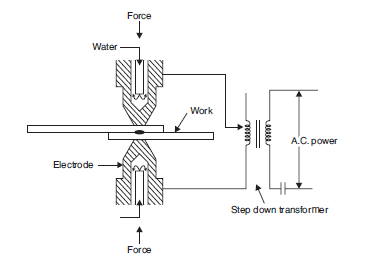 Force
Water
Work
A.C. power
Electrode
Step down transformer
Force